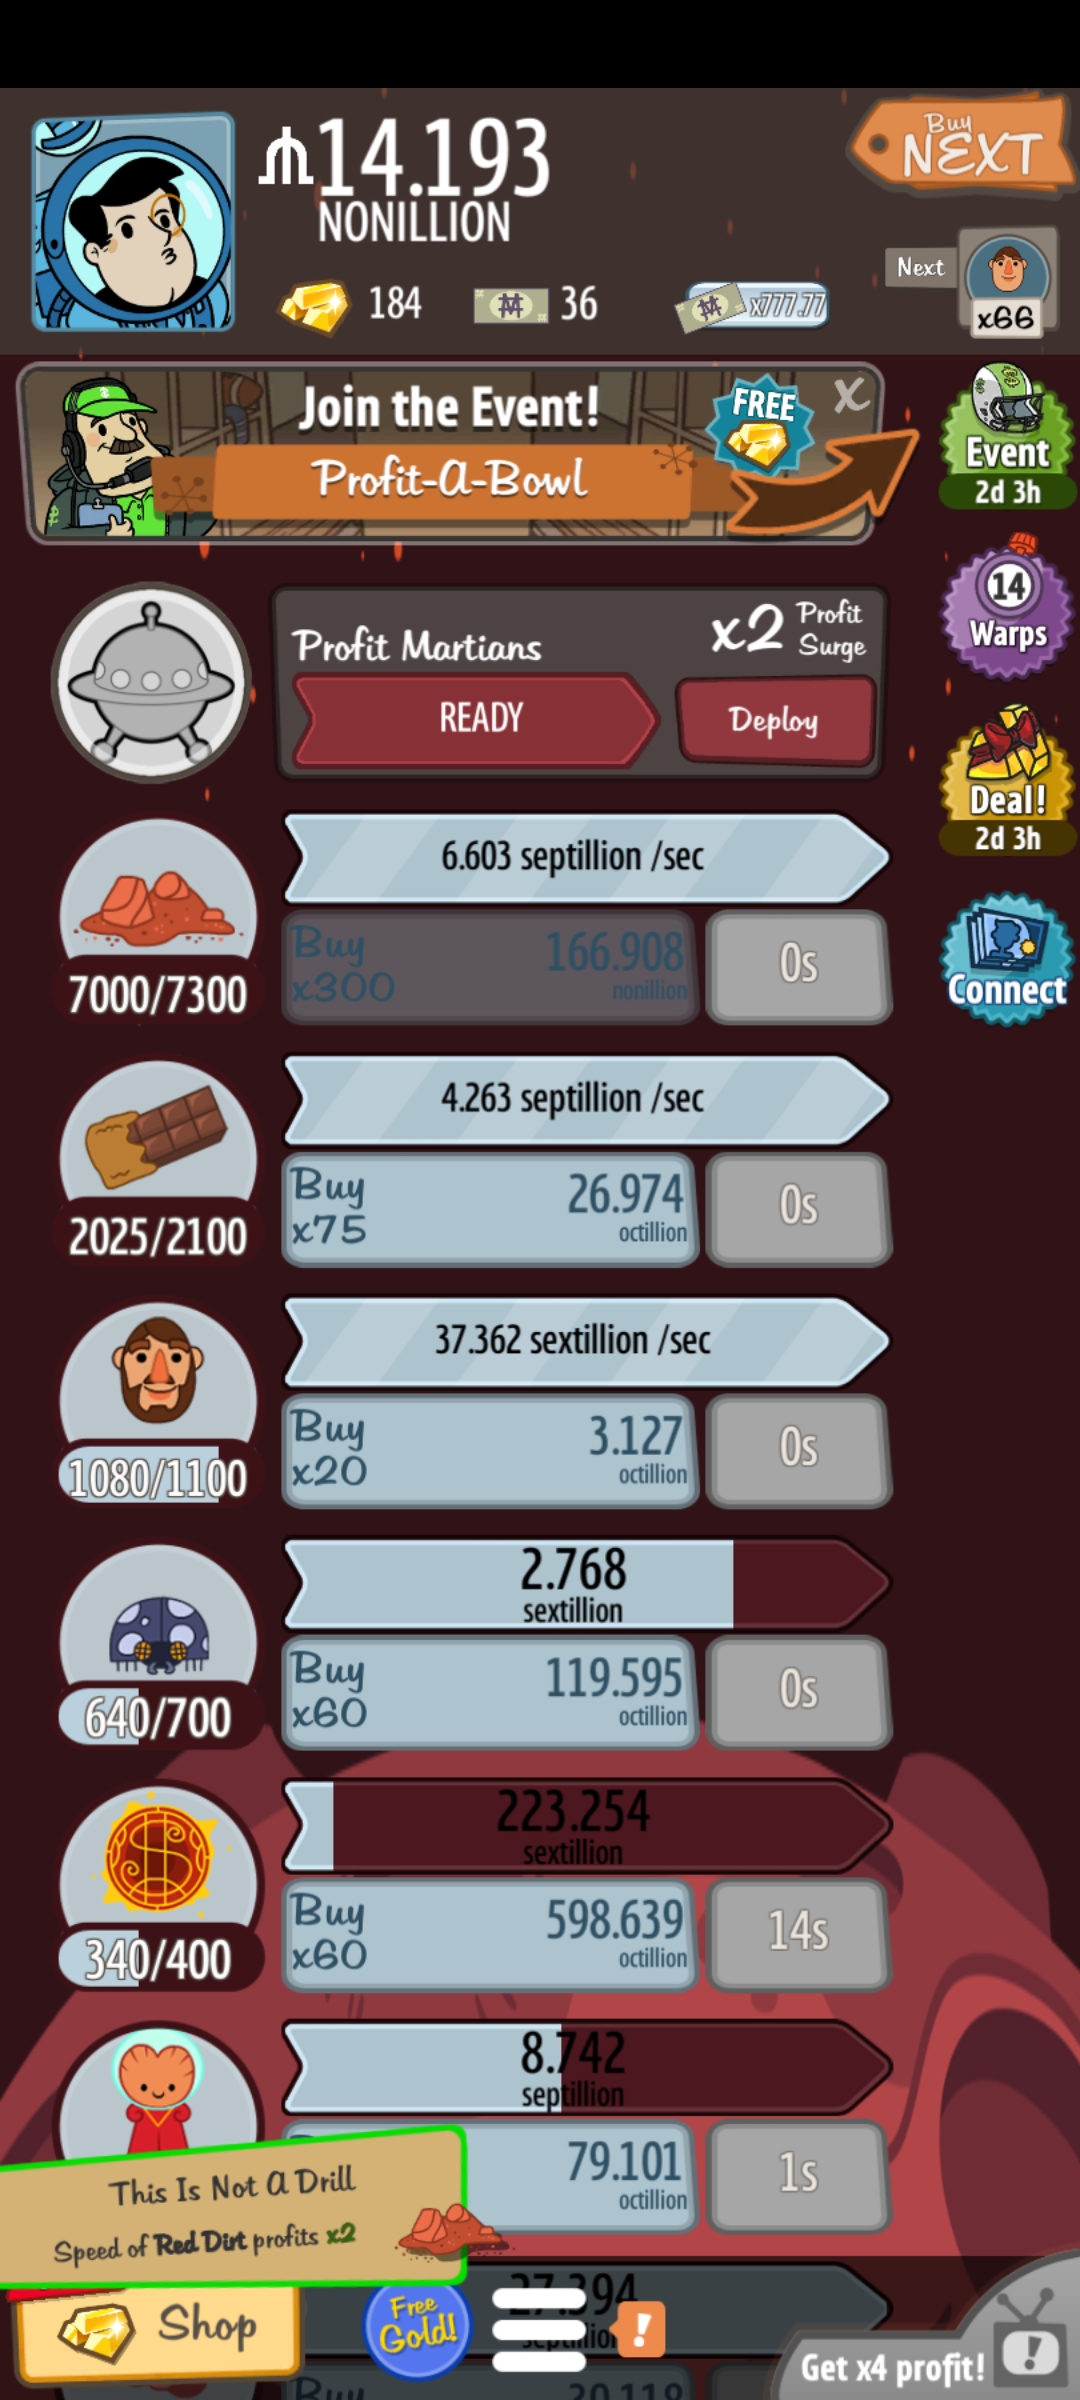 14.193
NONILLION
Buy
NEXT
184
36
x777.77
Next
x66
Join the Event!
Profit-A-Bowl
FREE
X
Event
2d 3h
14
Warps
Profit Martians
x2 Profit Surge
READY
Deploy
Deal!
2d 3h
6.603 septillion /sec
7000/7300
Buy x300
166.908
nonillion
0s
Connect
4.263 septillion /sec
2025/2100
Buy x75
26.974
octillion
0s
37.362 sextillion /sec
1080/1100
Buy x20
3.127
octillion
0s
2.768
sextillion
640/700
Buy x60
119.595
octillion
0s
223.254
sextillion
340/400
Buy x60
598.639
octillion
14s
8.742
septillion
79.101
octillion
1s
This Is Not A Drill
Speed of Red Dirt profits x2
Shop
Free Gold!
!
Get x4 profit!
!
Buy
30.118